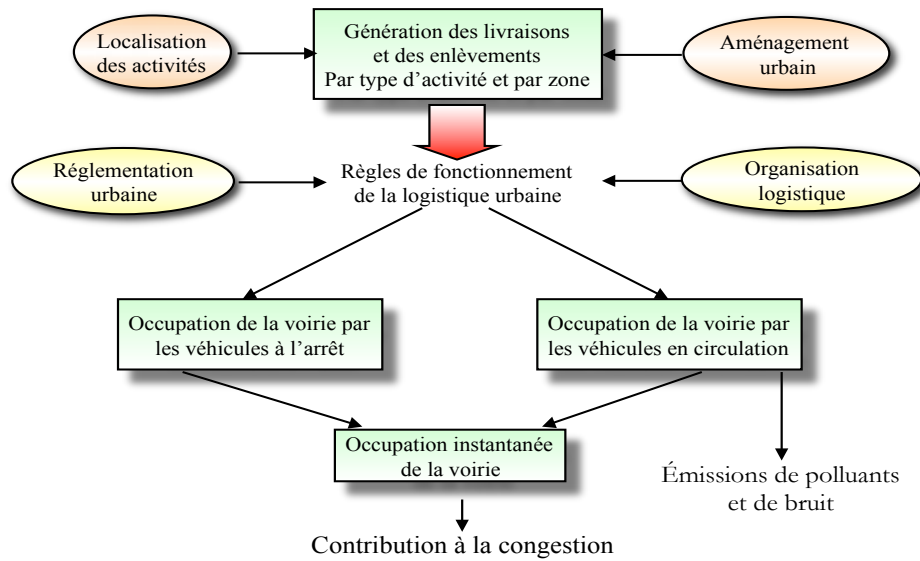 Localisation
des activités
Génération des livraisons
et des enlèvements
Par type d'activité et par zone
Aménagement
urbain
Réglementation
urbaine
Règles de fonctionnement
de la logistique urbaine
Organisation
logistique
Occupation de la voirie par
les véhicules à l'arrêt
Occupation de la voirie par
les véhicules en circulation
Occupation instantanée
de la voirie
Émissions de polluants
et de bruit
Contribution à la congestion